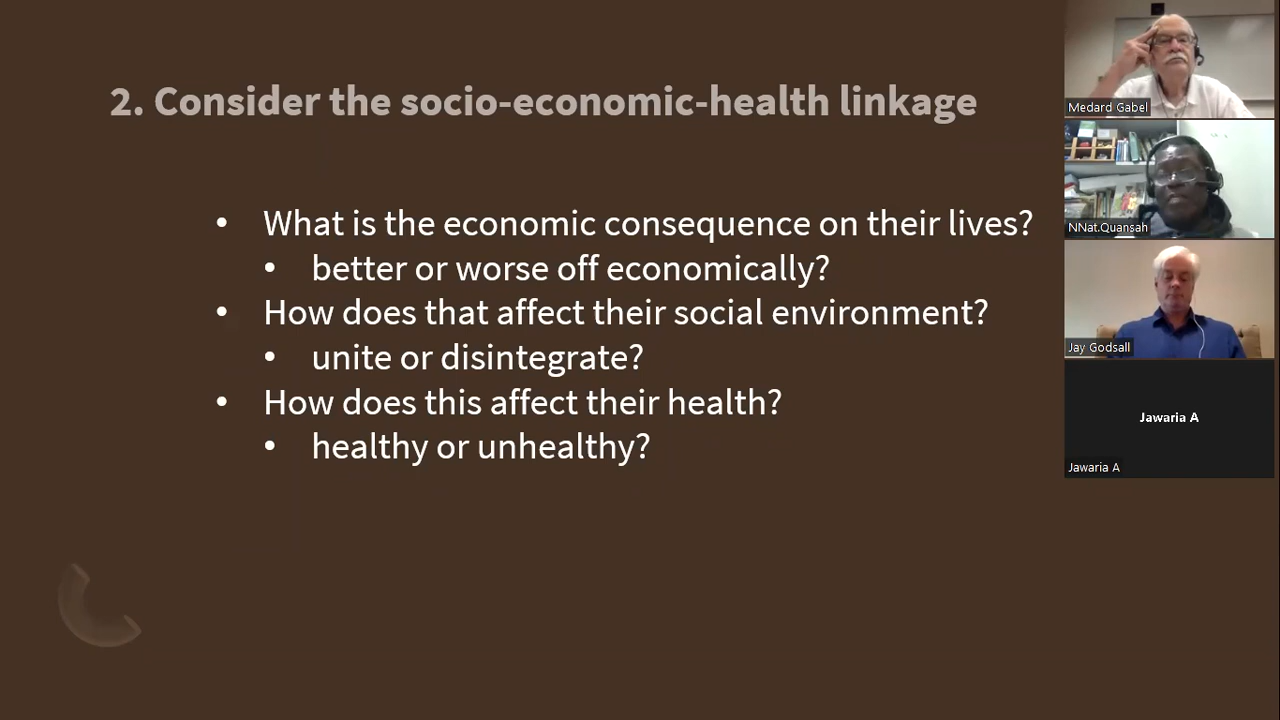 2. Consider the socio-economic-health linkage
• What is the economic consequence on their lives?
• better or worse off economically?
• How does that affect their social environment?
• unite or disintegrate?
• How does this affect their health?
• healthy or unhealthy?
Medard Gabel
NNat.Quansah
Jay Godsall
Jawaria A
Jawaria A